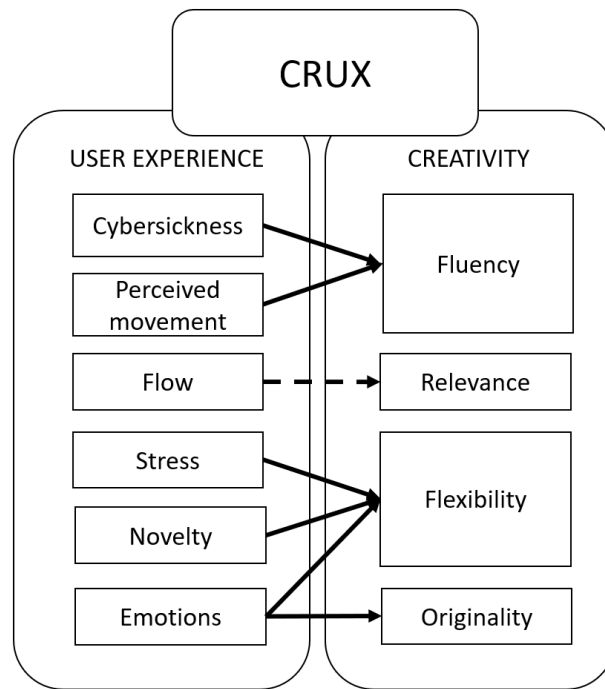 CRUX
USER EXPERIENCE
Cybersickness
Perceived
movement
Flow
Stress
Novelty
Emotions
CREATIVITY
Fluency
Relevance
Flexibility
Originality